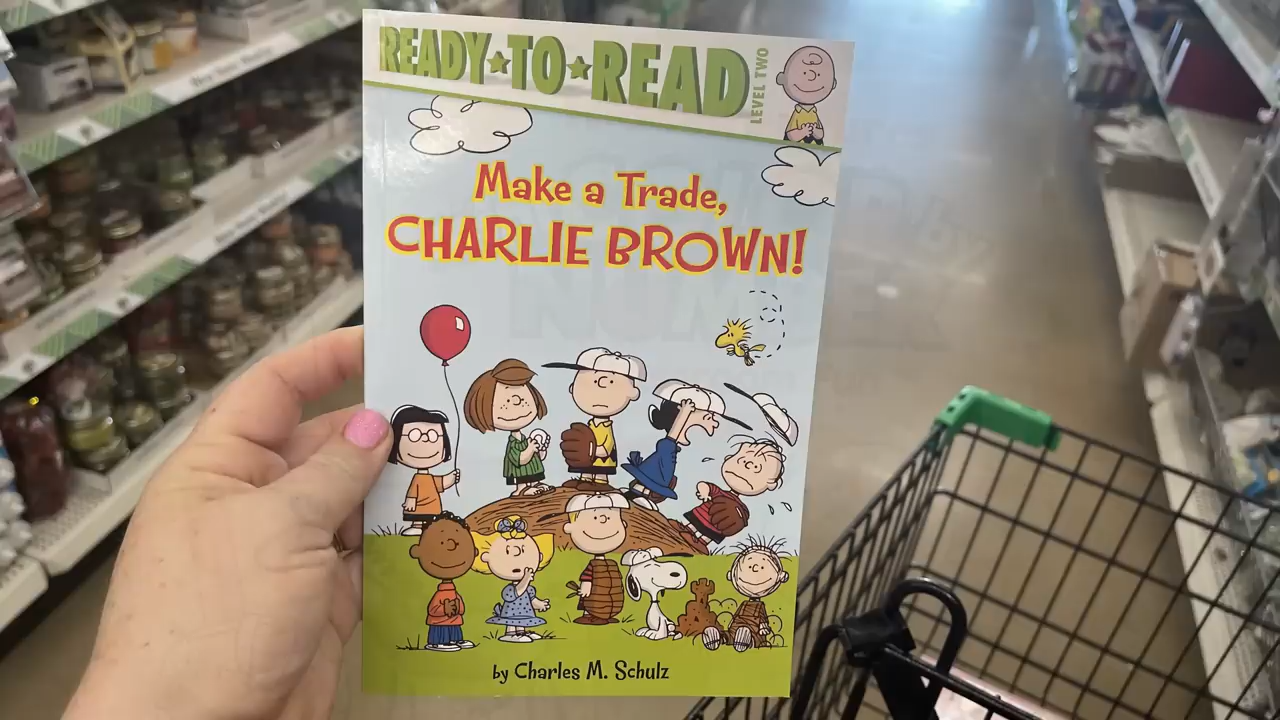 READY★TO★READ
LEVEL TWO
Make a Trade,
CHARLIE BROWN!
by Charles M. Schulz